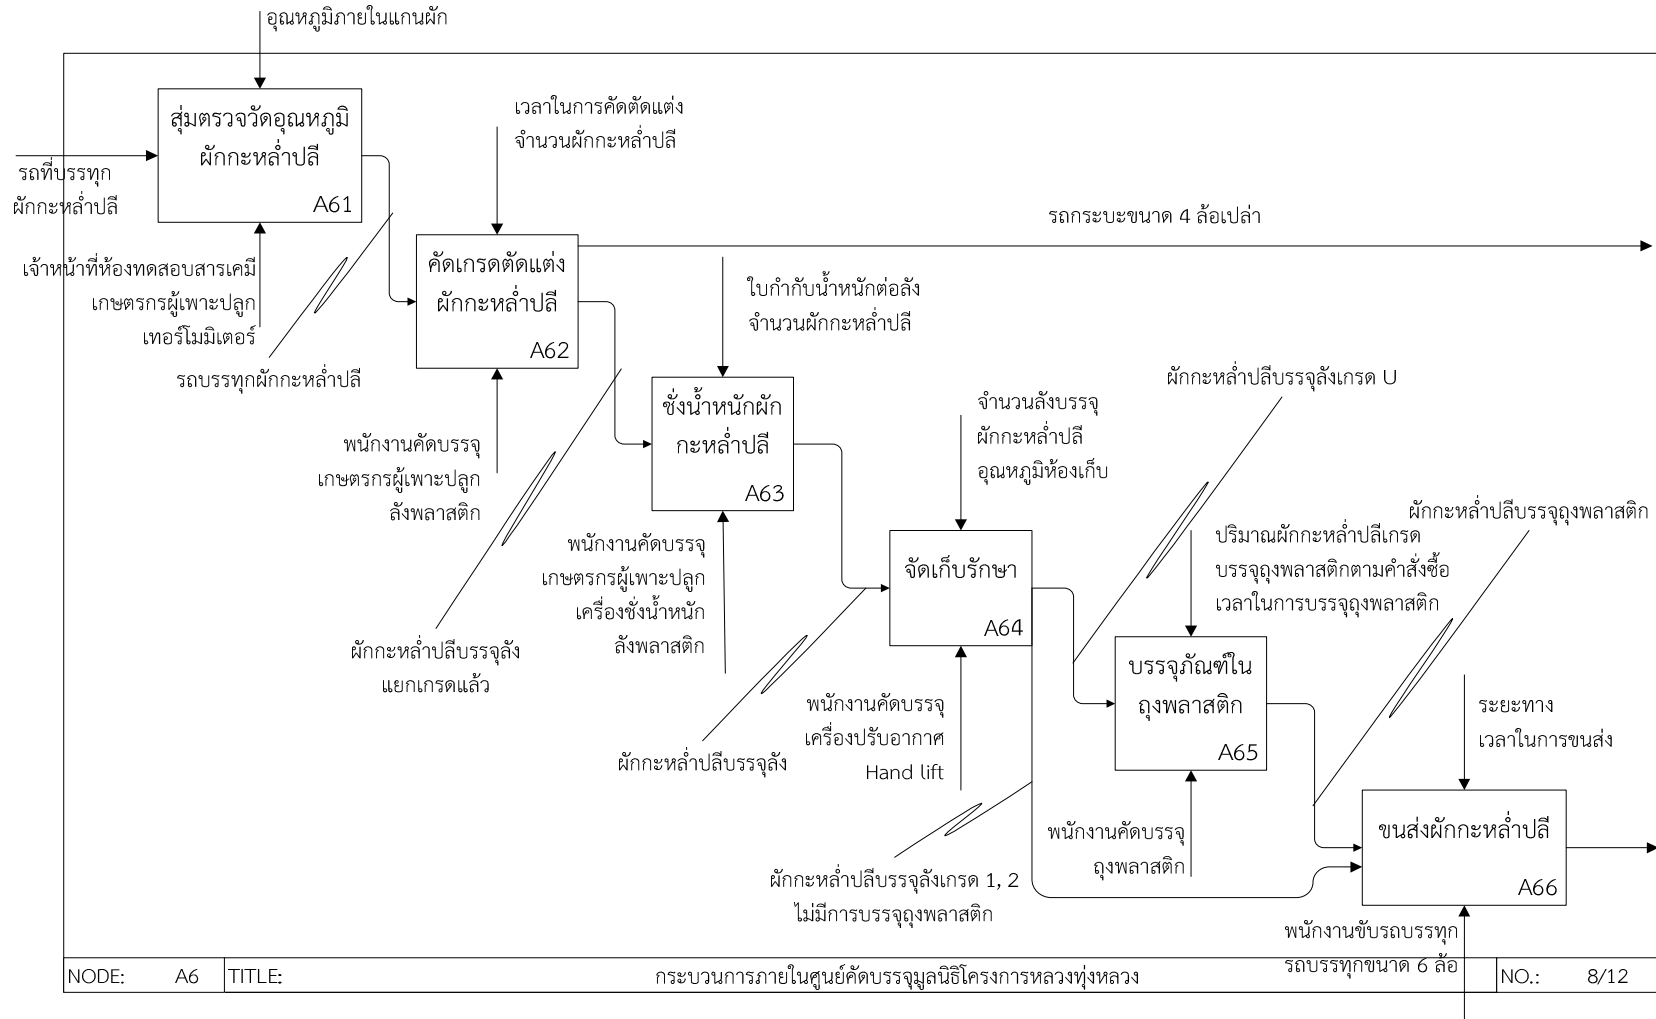 อุณหภูมิภายในแกนผัก
สุ่มตรวจวัดอุณหภูมิ
ผักกะหล่ำปลี
A61
รถที่บรรทุก
ผักกะหล่ำปลี
เจ้าหน้าที่ห้องทดสอบสารเคมี
เกษตรกรผู้เพาะปลูก
เทอร์โมมิเตอร์
รถบรรทุกผักกะหล่ำปลี
เวลาในการคัดตัดแต่ง
จำนวนผักกะหล่ำปลี
คัดเกรดตัดแต่ง
ผักกะหล่ำปลี
A62
รถกระบะขนาด 4 ล้อเปล่า
พนักงานคัดบรรจุ
เกษตรกรผู้เพาะปลูก
ลังพลาสติก
ผักกะหล่ำปลีบรรจุลัง
แยกเกรดแล้ว
ใบกำกับน้ำหนักต่อลัง
จำนวนผักกะหล่ำปลี
ชั่งน้ำหนักผัก
กะหล่ำปลี
A63
พนักงานคัดบรรจุ
เกษตรกรผู้เพาะปลูก
เครื่องชั่งน้ำหนัก
ลังพลาสติก
ผักกะหล่ำปลีบรรจุลัง
จำนวนลังบรรจุ
ผักกะหล่ำปลี
อุณหภูมิห้องเก็บ
จัดเก็บรักษา
A64
พนักงานคัดบรรจุ
เครื่องปรับอากาศ
Hand lift
ผักกะหล่ำปลีบรรจุลังเกรด 1, 2
ไม่มีการบรรจุถุงพลาสติก
ผักกะหล่ำปลีบรรจุลังเกรด U
ปริมาณผักกะหล่ำปลีเกรด
บรรจุถุงพลาสติกตามคำสั่งซื้อ
เวลาในการบรรจุถุงพลาสติก
บรรจุภัณฑ์ใน
ถุงพลาสติก
A65
พนักงานคัดบรรจุ
ถุงพลาสติก
ผักกะหล่ำปลีบรรจุถุงพลาสติก
ระยะทาง
เวลาในการขนส่ง
ขนส่งผักกะหล่ำปลี
A66
พนักงานขับรถบรรทุก
รถบรรทุกขนาด 6 ล้อ
NODE: A6 TITLE: กระบวนการภายในศูนย์คัดบรรจุมูลนิธิโครงการหลวงทุ่งหลวง NO.: 8/12